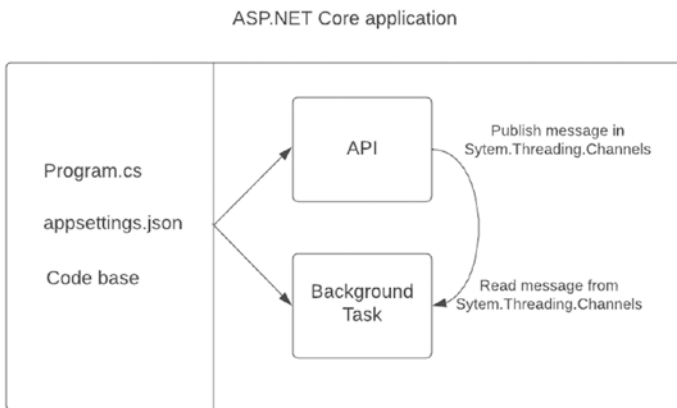 ASP.NET Core application
Program.cs
appsettings.json
Code base
API
Publish message in
Sytem.Threading.Channels
Background
Task
Read message from
Sytem.Threading.Channels